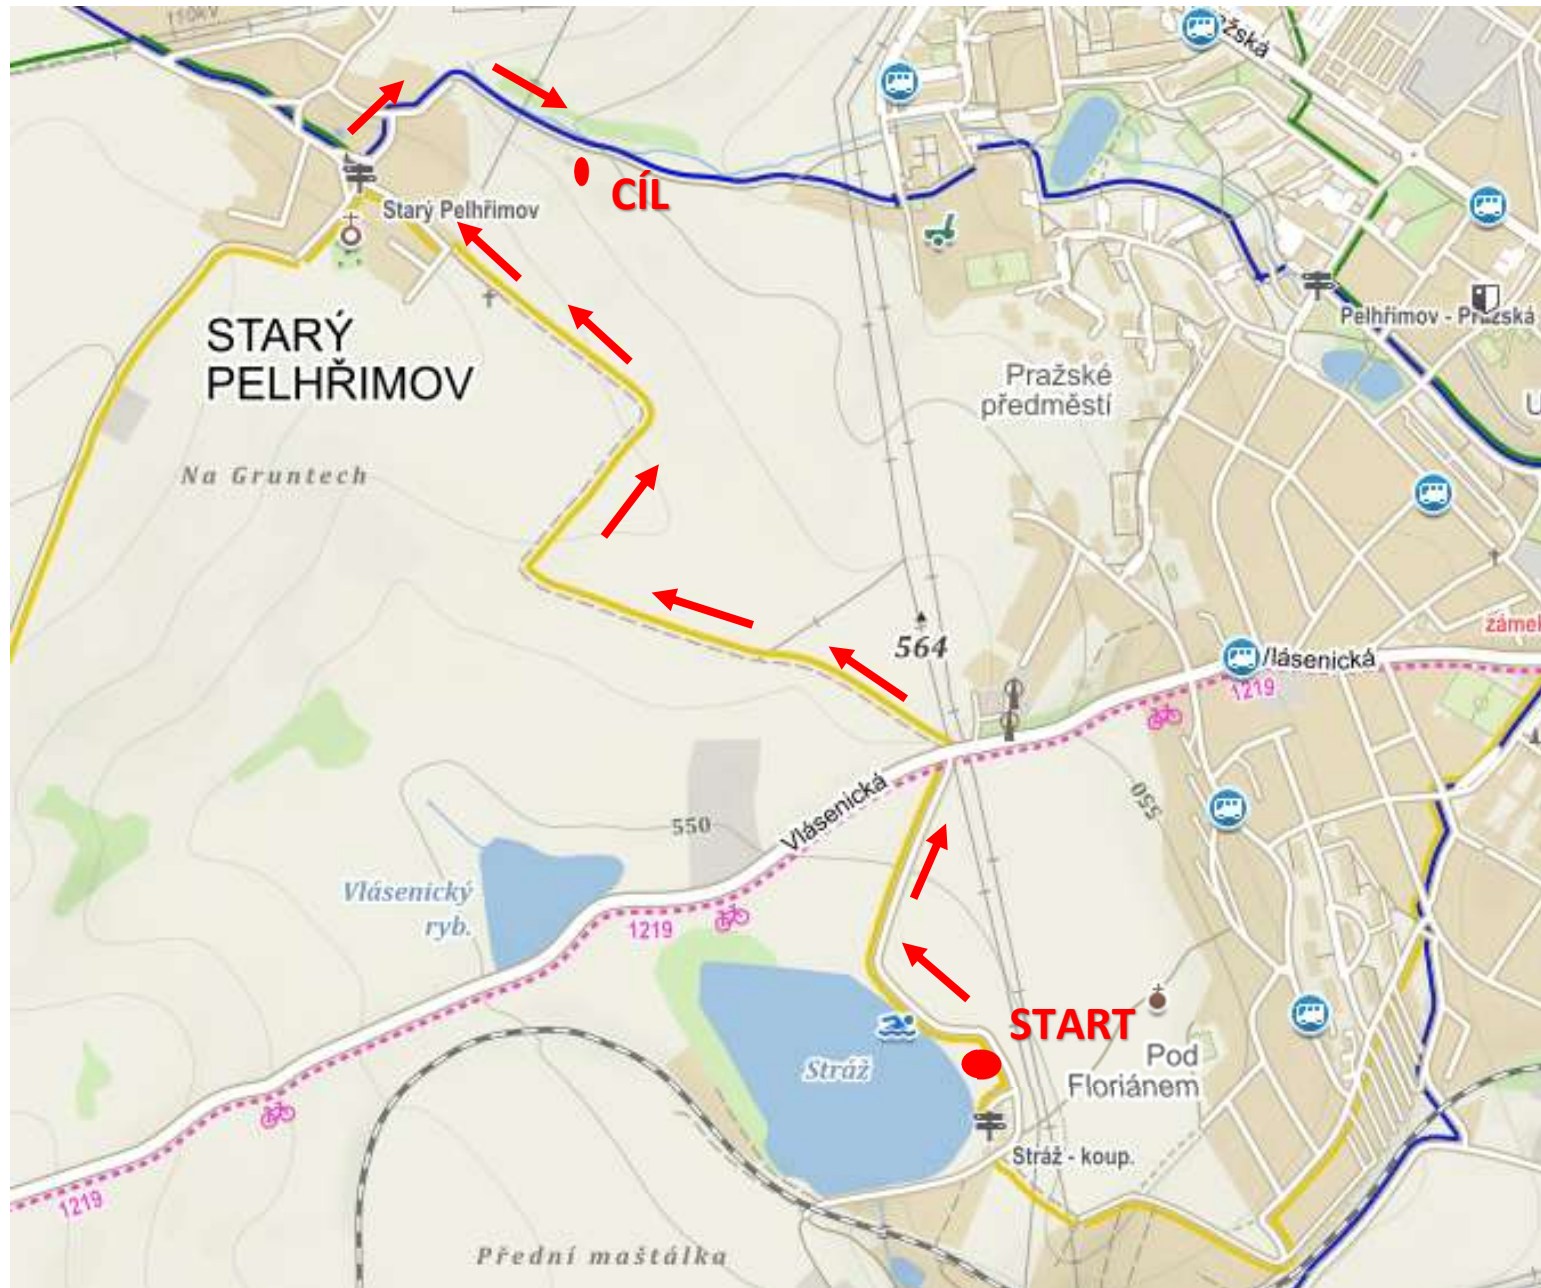 110kV
ažská
CÍL
Starý Pelhřimov
STARÝ
PELHŘIMOV
Pelhřimov - Pražská
Pražské
předměstí
U
Na Gruntech
564
zámek
Vlásenická
1219
550
Vlásenická
550
Vlásenický
ryb.
1219
START
Stráž
Pod
Floriánem
Stráž - koup.
1219
Přední maštálka